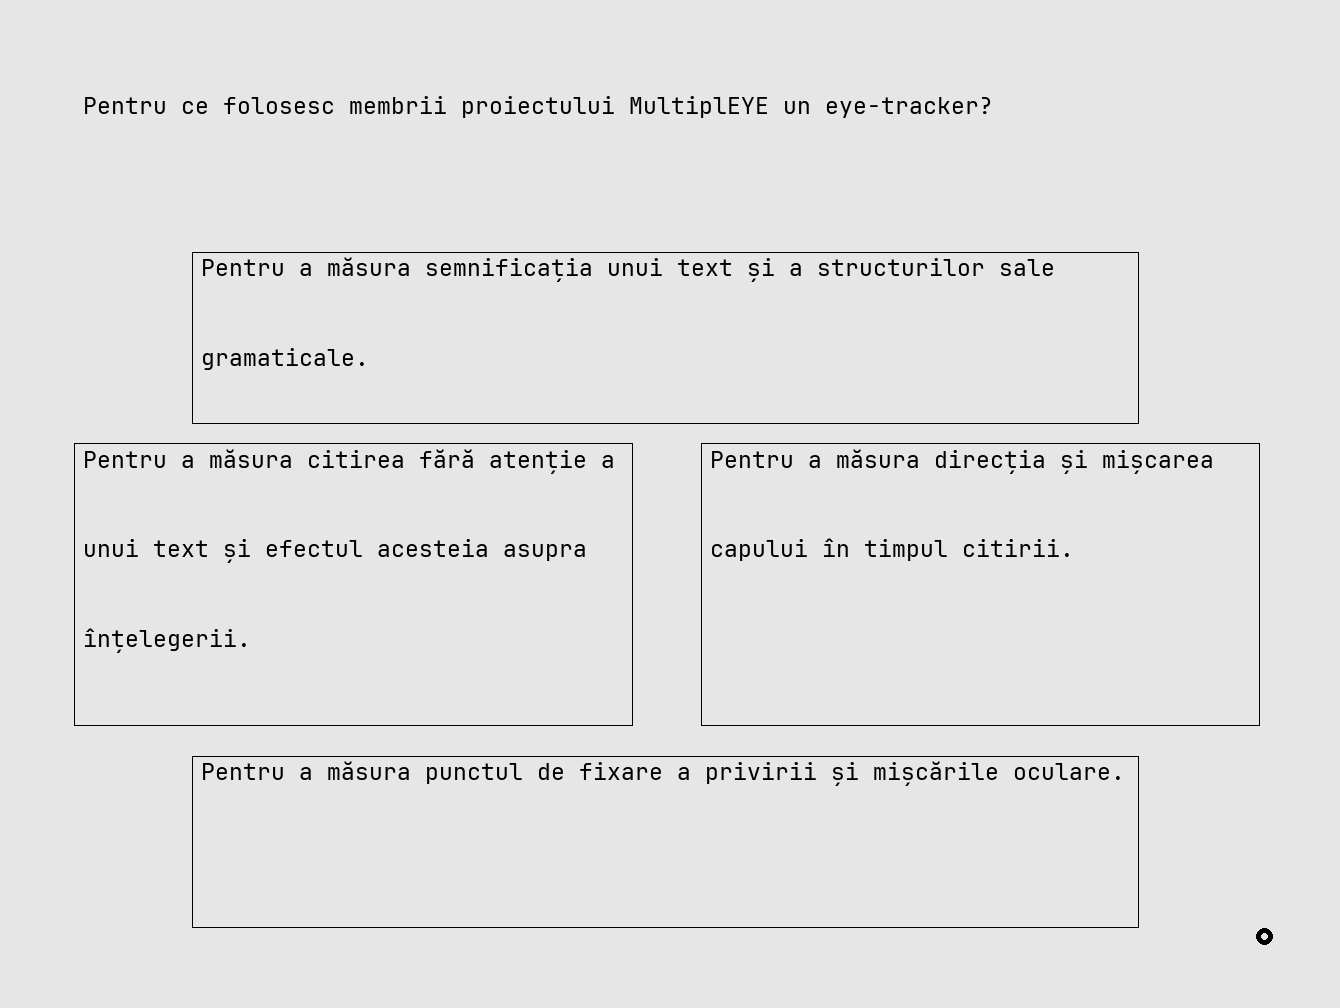 Pentru ce folosesc membrii proiectului MultiplEYE un eye-tracker?
Pentru a măsura semnificația unui text și a structurilor sale
gramaticale.
Pentru a măsura citirea fără atenție a
unui text și efectul acesteia asupra
înțelegerii.
Pentru a măsura direcția și mișcarea
capului în timpul citirii.
Pentru a măsura punctul de fixare a privirii și mișcările oculare.